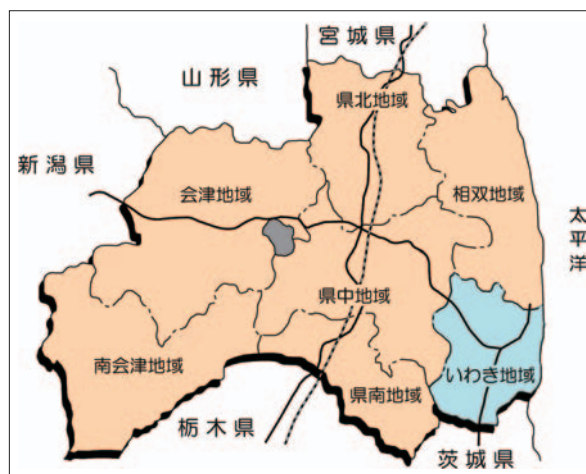 宮城県
山形県
県北地域
新潟県
会津地域
相双地域
太平洋
県中地域
南会津地域
いわき地域
県南地域
栃木県
茨城県